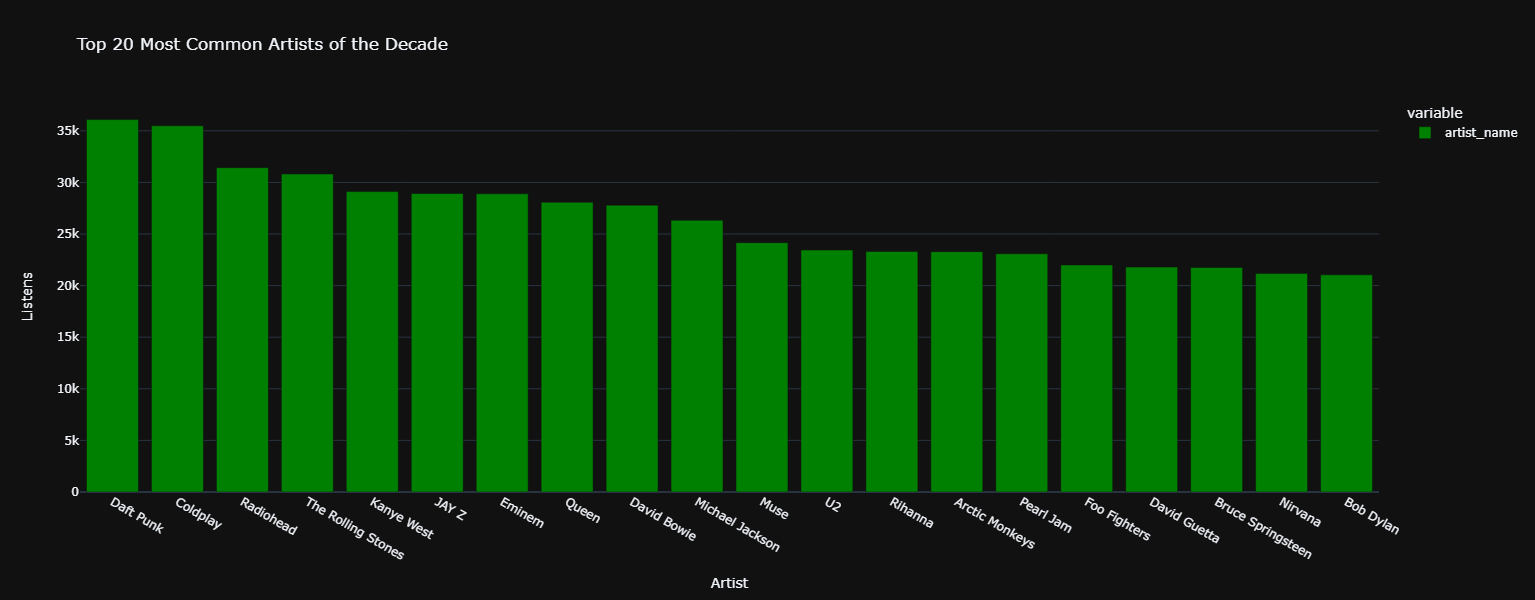 Top 20 Most Common Artists of the Decade
variable
artist_name
35k
30k
25k
20k
15k
10k
5k
0
Listens
Daft Punk
Coldplay
Radiohead
The Rolling Stones
Kanye West
JAY Z
Eminem
Queen
David Bowie
Michael Jackson
Muse
U2
Rihanna
Arctic Monkeys
Pearl Jam
Foo Fighters
David Guetta
Bruce Springsteen
Nirvana
Bob Dylan
Artist